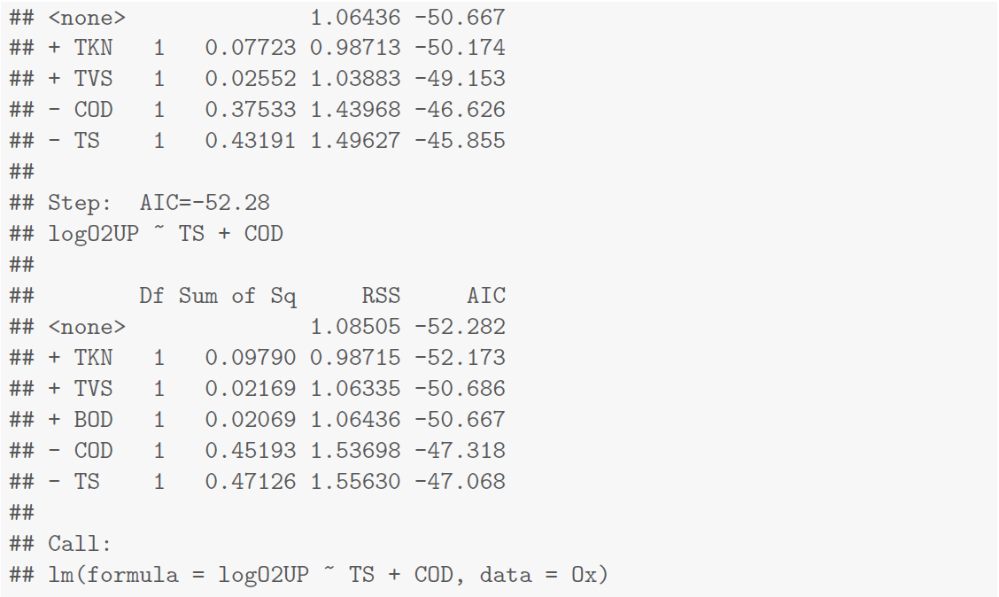 ## <none>              1.06436 -50.667
## + TKN   1   0.07723 0.98713 -50.174
## + TVS   1   0.02552 1.03883 -49.153
## - COD   1   0.37533 1.43968 -46.626
## - TS    1   0.43191 1.49627 -45.855
##
## Step:  AIC=-52.28
## logO2UP ~ TS + COD
##
##        Df Sum of Sq     RSS     AIC
## <none>              1.08505 -52.282
## + TKN   1   0.09790 0.98715 -52.173
## + TVS   1   0.02169 1.06335 -50.686
## + BOD   1   0.02069 1.06436 -50.667
## - COD   1   0.45193 1.53698 -47.318
## - TS    1   0.47126 1.55630 -47.068
##
## Call:
## lm(formula = logO2UP ~ TS + COD, data = Ox)